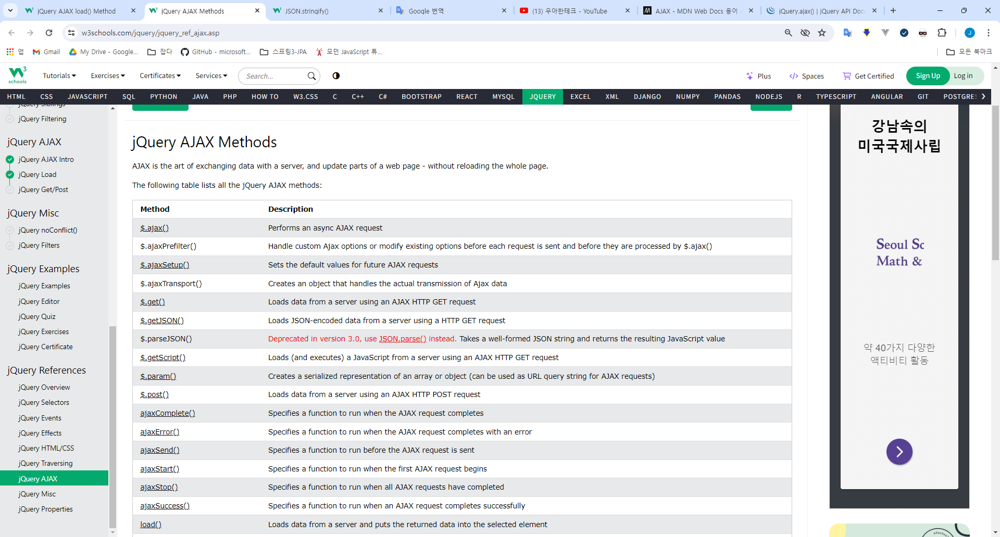 jQuery AJAX load() Method
jQuery AJAX Methods
JSON.stringify()
Google 번역
(13) 우아한테크 - YouTube
AJAX - MDN Web Docs 용어
jQuery.ajax() | jQuery API Doc
w3schools.com/jquery/jquery_ref_ajax.asp
J
앱
Gmail
My Drive - Google...
잡다
GitHub - microsoft...
스프링3-JPA
모던 JavaScript 튜...
모든 북마크
W3 schools
Tutorials
Exercises
Certificates
Services
Search...
Plus
Spaces
Get Certified
Sign Up
Log in
HTML
CSS
JAVASCRIPT
SQL
PYTHON
JAVA
PHP
HOW TO
W3.CSS
C
C++
C#
BOOTSTRAP
REACT
MYSQL
JQUERY
EXCEL
XML
DJANGO
NUMPY
PANDAS
NODEJS
R
TYPESCRIPT
ANGULAR
GIT
POSTGRES
jQuery Siblings
jQuery Filtering
jQuery AJAX
jQuery AJAX Intro
jQuery Load
jQuery Get/Post
jQuery Misc
jQuery noConflict()
jQuery Filters
jQuery Examples
jQuery Examples
jQuery Editor
jQuery Quiz
jQuery Exercises
jQuery Certificate
jQuery References
jQuery Overview
jQuery Selectors
jQuery Events
jQuery Effects
jQuery HTML/CSS
jQuery Traversing
jQuery AJAX
jQuery Misc
jQuery Properties
jQuery AJAX Methods
AJAX is the art of exchanging data with a server, and update parts of a web page - without reloading the whole page.
The following table lists all the jQuery AJAX methods:
Method Description
$.ajax() Performs an async AJAX request
$.ajaxPrefilter() Handle custom Ajax options or modify existing options before each request is sent and before they are processed by $.ajax()
$.ajaxSetup() Sets the default values for future AJAX requests
$.ajaxTransport() Creates an object that handles the actual transmission of Ajax data
$.get() Loads data from a server using an AJAX HTTP GET request
$.getJSON() Loads JSON-encoded data from a server using a HTTP GET request
$.parseJSON() Deprecated in version 3.0, use JSON.parse() instead. Takes a well-formed JSON string and returns the resulting JavaScript value
$.getScript() Loads (and executes) a JavaScript from a server using an AJAX HTTP GET request
$.param() Creates a serialized representation of an array or object (can be used as URL query string for AJAX requests)
$.post() Loads data from a server using an AJAX HTTP POST request
ajaxComplete() Specifies a function to run when the AJAX request completes
ajaxError() Specifies a function to run when the AJAX request completes with an error
ajaxSend() Specifies a function to run before the AJAX request is sent
ajaxStart() Specifies a function to run when the first AJAX request begins
ajaxStop() Specifies a function to run when all AJAX requests have completed
ajaxSuccess() Specifies a function to run when an AJAX request completes successfully
load() Loads data from a server and puts the returned data into the selected element
강남속의
미국국제사립
Seoul Sc
Math &
약 40가지 다양한
액티비티 활동